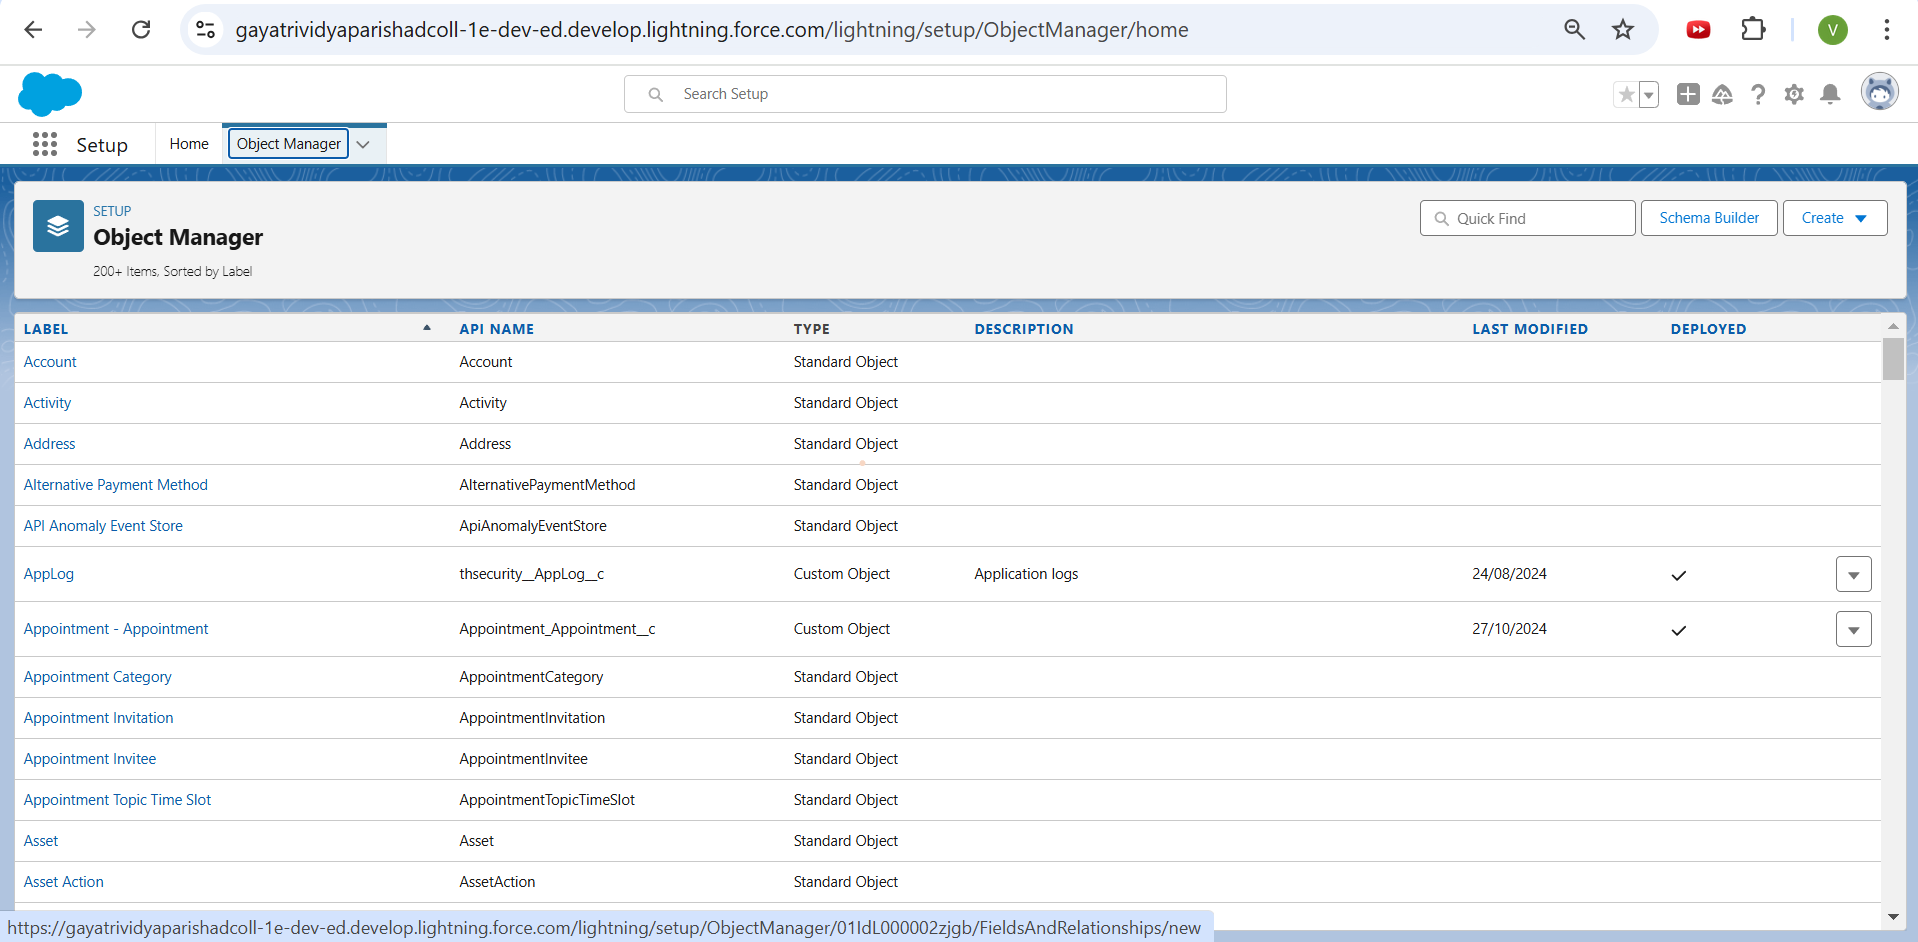 gayatrividyaparishadcoll-1e-dev-ed.develop.lightning.force.com/lightning/setup/ObjectManager/home
V
Search Setup
Setup Home Object Manager
SETUP
Object Manager
200+ Items, Sorted by Label
Quick Find Schema Builder Create
LABEL API NAME TYPE DESCRIPTION LAST MODIFIED DEPLOYED
Account Account Standard Object
Activity Activity Standard Object
Address Address Standard Object
Alternative Payment Method AlternativePaymentMethod Standard Object
API Anomaly Event Store ApiAnomalyEventStore Standard Object
AppLog thsecurity__AppLog__c Custom Object Application logs 24/08/2024
Appointment - Appointment Appointment_Appointment__c Custom Object 27/10/2024
Appointment Category AppointmentCategory Standard Object
Appointment Invitation AppointmentInvitation Standard Object
Appointment Invitee AppointmentInvitee Standard Object
Appointment Topic Time Slot AppointmentTopicTimeSlot Standard Object
Asset Asset Standard Object
Asset Action AssetAction Standard Object
https://gayatrividyaparishadcoll-1e-dev-ed.develop.lightning.force.com/lightning/setup/ObjectManager/01IdL000002zjgb/FieldsAndRelationships/new